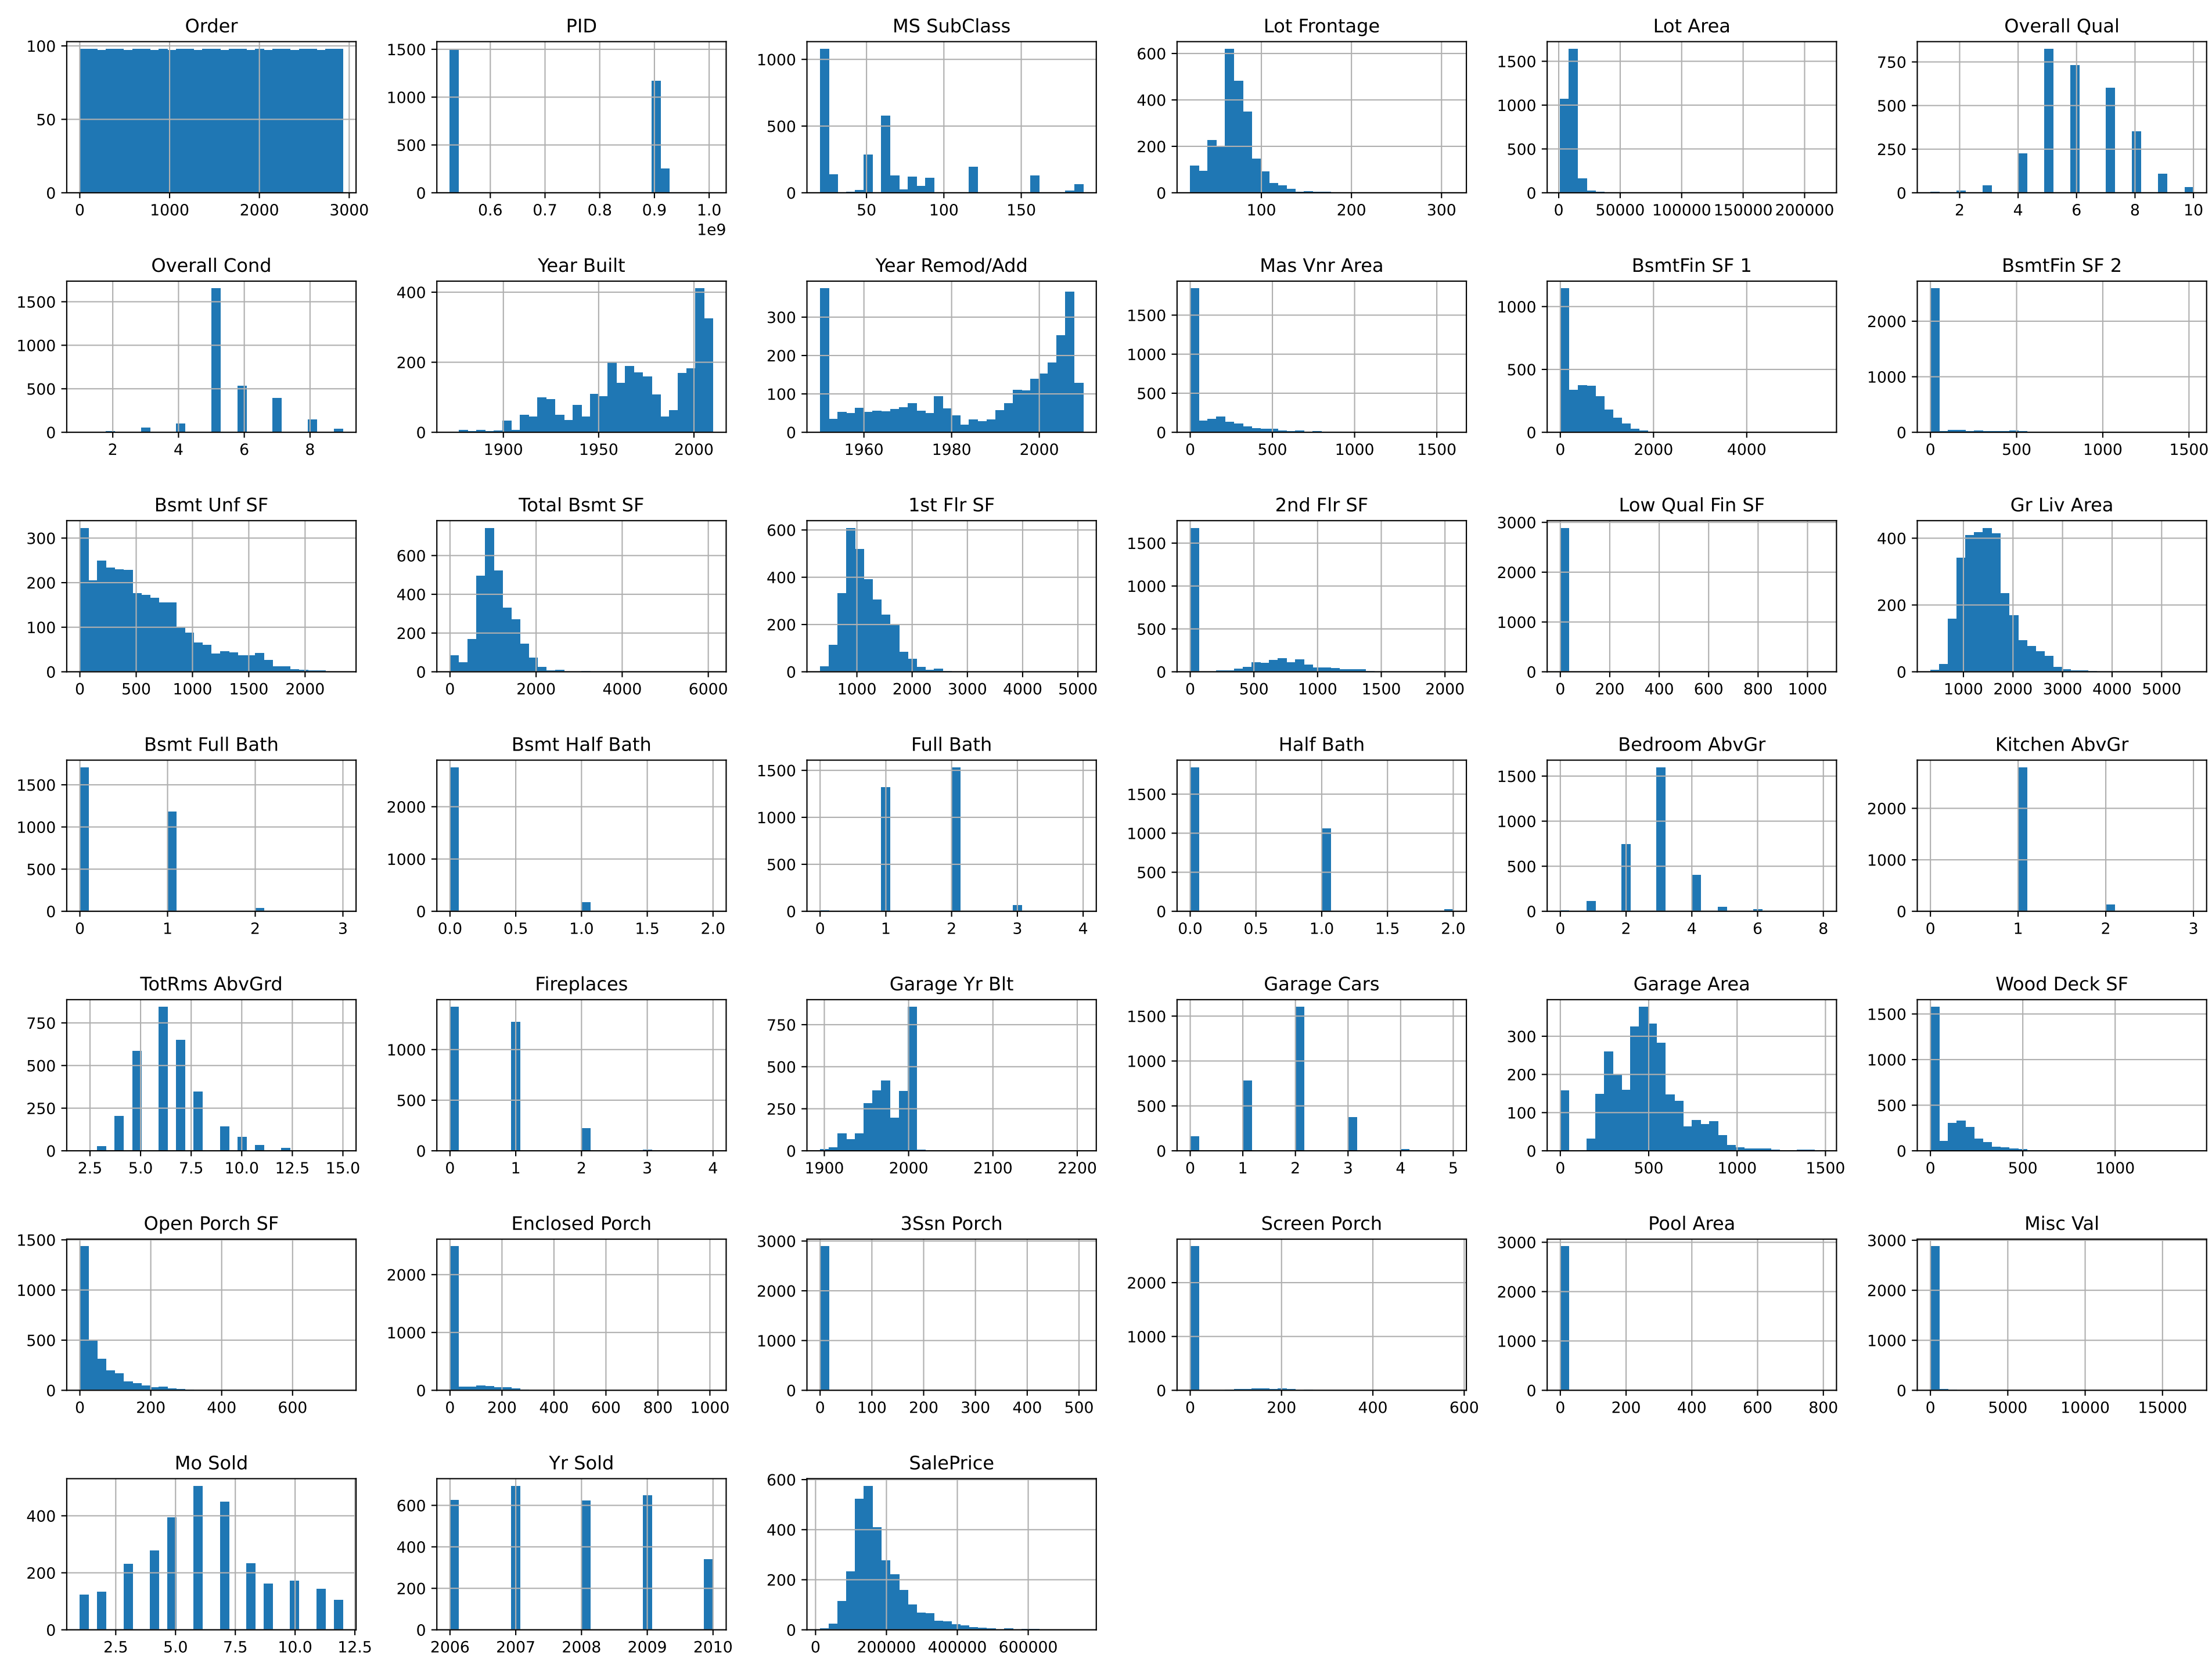 Order
100
50
0
0 1000 2000 3000
PID
1500
1000
500
0
0.6 0.7 0.8 0.9 1.0
1e9
MS SubClass
1000
500
0
50 100 150
Lot Frontage
600
400
200
0
100 200 300
Lot Area
1500
1000
500
0
0 50000 100000 150000 200000
Overall Qual
750
500
250
0
2 4 6 8 10
Overall Cond
1500
1000
500
0
2 4 6 8
Year Built
400
200
0
1900 1950 2000
Year Remod/Add
300
200
100
0
1960 1980 2000
Mas Vnr Area
1500
1000
500
0
0 500 1000 1500
BsmtFin SF 1
1000
500
0
0 2000 4000
BsmtFin SF 2
2000
1000
0
0 500 1000 1500
Bsmt Unf SF
300
200
100
0
0 500 1000 1500 2000
Total Bsmt SF
600
400
200
0
0 2000 4000 6000
1st Flr SF
600
400
200
0
1000 2000 3000 4000 5000
2nd Flr SF
1500
1000
500
0
0 500 1000 1500 2000
Low Qual Fin SF
3000
2000
1000
0
0 200 400 600 800 1000
Gr Liv Area
400
200
0
1000 2000 3000 4000 5000
Bsmt Full Bath
1500
1000
500
0
0 1 2 3
Bsmt Half Bath
2000
1000
0
0.0 0.5 1.0 1.5 2.0
Full Bath
1500
1000
500
0
0 1 2 3 4
Half Bath
1500
1000
500
0
0.0 0.5 1.0 1.5 2.0
Bedroom AbvGr
1500
1000
500
0
0 2 4 6 8
Kitchen AbvGr
2000
1000
0
0 1 2 3
TotRms AbvGrd
750
500
250
0
2.5 5.0 7.5 10.0 12.5 15.0
Fireplaces
1000
500
0
0 1 2 3 4
Garage Yr Blt
750
500
250
0
1900 2000 2100 2200
Garage Cars
1500
1000
500
0
0 1 2 3 4 5
Garage Area
300
200
100
0
0 500 1000 1500
Wood Deck SF
1500
1000
500
0
0 500 1000
Open Porch SF
1500
1000
500
0
0 200 400 600
Enclosed Porch
2000
1000
0
0 200 400 600 800 1000
3Ssn Porch
3000
2000
1000
0
0 100 200 300 400 500
Screen Porch
2000
1000
0
0 200 400 600
Pool Area
3000
2000
1000
0
0 200 400 600 800
Misc Val
3000
2000
1000
0
0 5000 10000 15000
Mo Sold
400
200
0
2.5 5.0 7.5 10.0 12.5
Yr Sold
600
400
200
0
2006 2007 2008 2009 2010
SalePrice
600
400
200
0
0 200000 400000 600000